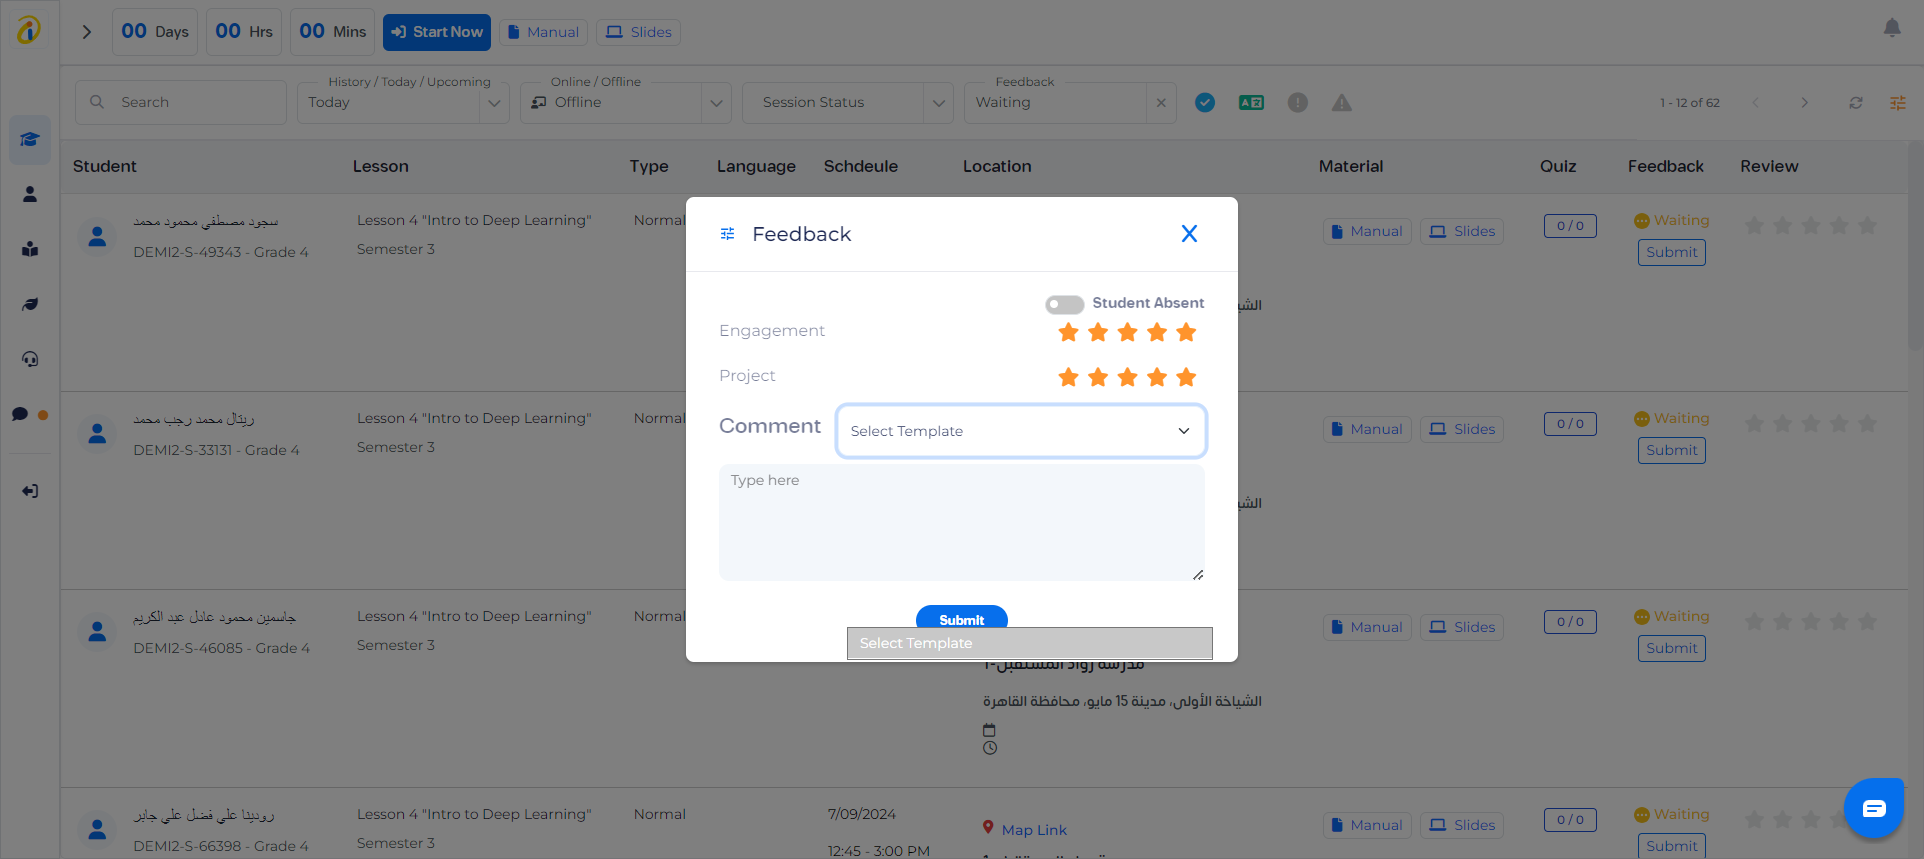 00 Days
00 Hrs
00 Mins
Start Now
Manual
Slides
Search
History / Today / Upcoming
Today
Online / Offline
Offline
Session Status
Feedback
Waiting
1 - 12 of 62
Student
Lesson
Type
Language
Schdeule
Location
Material
Quiz
Feedback
Review
سجود مصطفي محمود محمد
DEMI2-S-49343 - Grade 4
Lesson 4 "Intro to Deep Learning"
Semester 3
Normal
Manual
Slides
0 / 0
Waiting
Submit
ريتال محمد رجب محمد
DEMI2-S-33131 - Grade 4
Lesson 4 "Intro to Deep Learning"
Semester 3
Normal
Manual
Slides
0 / 0
Waiting
Submit
جاسمين محمود عادل عبد الكريم
DEMI2-S-46085 - Grade 4
Lesson 4 "Intro to Deep Learning"
Semester 3
الشياخة الأولى، مدينة 15 مايو، محافظة القاهرة
Manual
Slides
0 / 0
Waiting
Submit
رودينا علي فضل علي جابر
DEMI2-S-66398 - Grade 4
Lesson 4 "Intro to Deep Learning"
Semester 3
Normal
7/09/2024
12:45 - 3:00 PM
Map Link
Manual
Slides
0 / 0
Waiting
Submit
Feedback
X
Student Absent
Engagement
Project
Comment
Select Template
Type here
Submit
Select Template